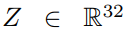 Z ∈ ℝ³²